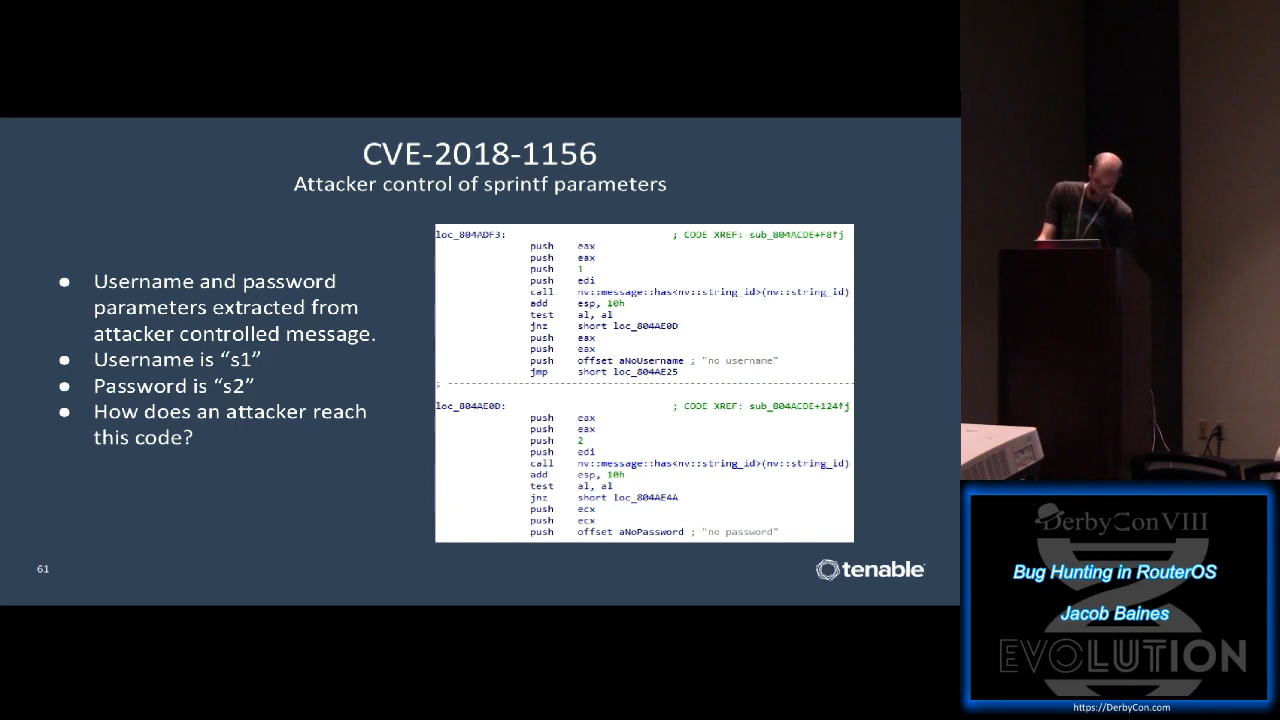 CVE-2018-1156
Attacker control of sprintf parameters
● Username and password
parameters extracted from
attacker controlled message.
● Username is “s1”
● Password is “s2”
● How does an attacker reach
this code?
loc_804ADF3: ; CODE XREF: sub_804ACDE+F8↑j
push eax
push eax
push 1
push edi
call nv::message::has<nv::string_id>(nv::string_id)
add esp, 10h
test al, al
jnz short loc_804AE0D
push eax
push eax
push offset aNoUsername ; "no username"
jmp short loc_804AE25
; ---------------------------------------------------------------------------
loc_804AE0D: ; CODE XREF: sub_804ACDE+124↑j
push eax
push eax
push 2
push edi
call nv::message::has<nv::string_id>(nv::string_id)
add esp, 10h
test al, al
jnz short loc_804AE4A
push ecx
push ecx
push offset aNoPassword ; "no password"
61
tenable
DerbyConVIII
Bug Hunting in RouterOS
Jacob Baines
EVOLUTION
https://DerbyCon.com